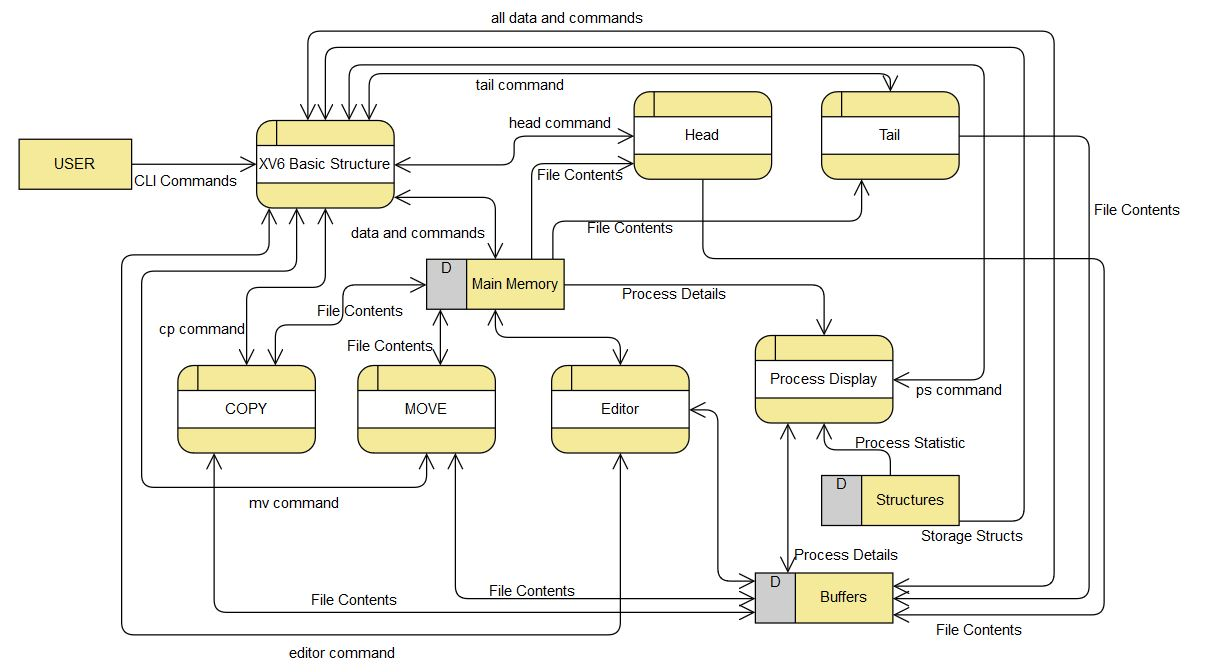 all data and commands
tail command
head command
Head
Tail
USER
XV6 Basic Structure
CLI Commands
File Contents
File Contents
File Contents
data and commands
D
Main Memory
Process Details
File Contents
cp command
File Contents
COPY
MOVE
Editor
Process Display
ps command
Process Statistic
D
Structures
mv command
Storage Structs
Process Details
D
Buffers
File Contents
File Contents
File Contents
editor command